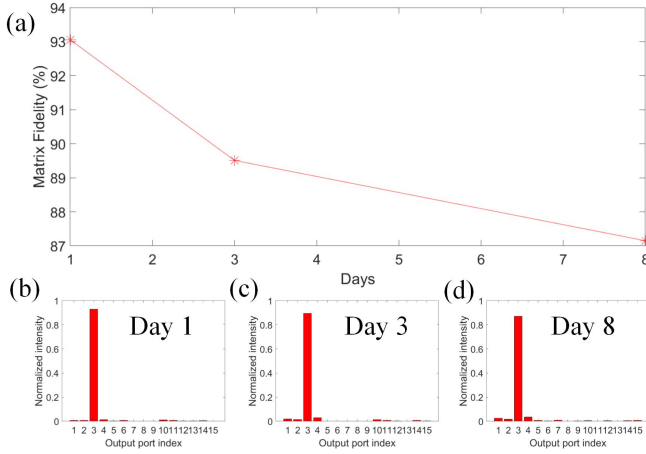 (a)
94
93
92
91
90
89
88
87
Matrix Fidelity (%)
1 2 3 4 5 6 7 8
Days
(b)
1
0.8
0.6
0.4
0.2
0
Normalized intensity
Day 1
1 2 3 4 5 6 7 8 9 101112131415
Output port index
(c)
1
0.8
0.6
0.4
0.2
0
Normalized intensity
Day 3
1 2 3 4 5 6 7 8 9 101112131415
Output port index
(d)
1
0.8
0.6
0.4
0.2
0
Normalized intensity
Day 8
1 2 3 4 5 6 7 8 9 101112131415
Output port index